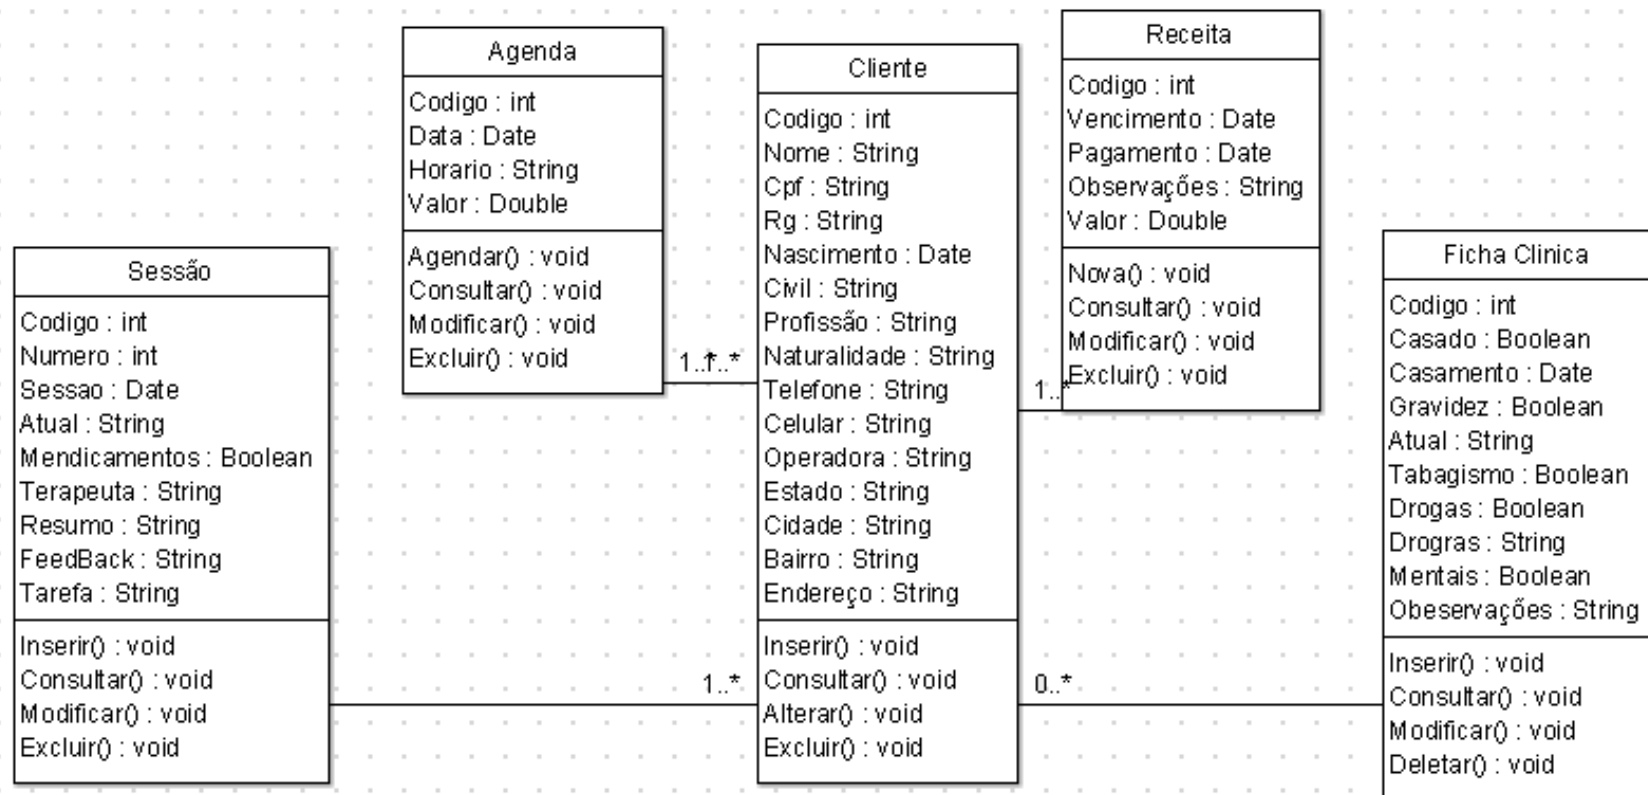 Agenda
Codigo : int
Data : Date
Horario : String
Valor : Double
Agendar() : void
Consultar() : void
Modificar() : void
Excluir() : void
Cliente
Codigo : int
Nome : String
Cpf : String
Rg : String
Nascimento : Date
Civil : String
Profissão : String
Naturalidade : String
Telefone : String
Celular : String
Operadora : String
Estado : String
Cidade : String
Bairro : String
Endereço : String
Inserir() : void
Consultar() : void
Alterar() : void
Excluir() : void
Receita
Codigo : int
Vencimento : Date
Pagamento : Date
Observações : String
Valor : Double
Nova() : void
Consultar() : void
Modificar() : void
Excluir() : void
Sessão
Codigo : int
Numero : int
Sessao : Date
Atual : String
Mendicamentos : Boolean
Terapeuta : String
Resumo : String
FeedBack : String
Tarefa : String
Inserir() : void
Consultar() : void
Modificar() : void
Excluir() : void
Ficha Clinica
Codigo : int
Casado : Boolean
Casamento : Date
Gravidez : Boolean
Atual : String
Tabagismo : Boolean
Drogas : Boolean
Drogras : String
Mentais : Boolean
Obeservações : String
Inserir() : void
Consultar() : void
Modificar() : void
Deletar() : void
1..*
1..*
1..*
0..*